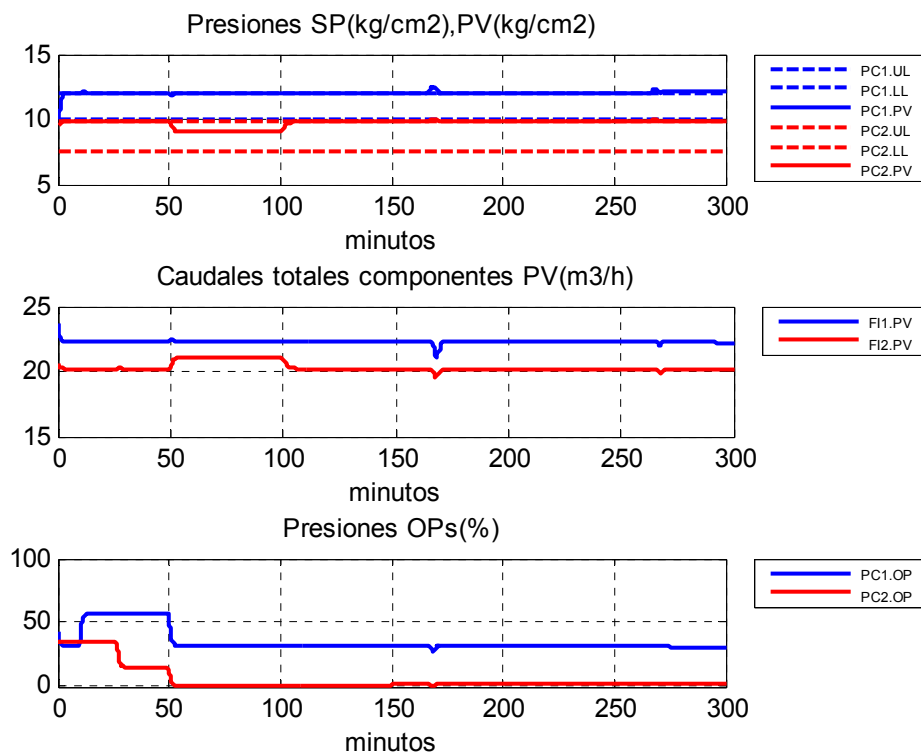 Presiones SP(kg/cm2),PV(kg/cm2)
15
10
5
0 50 100 150 200 250 300
minutos
PC1.UL
PC1.LL
PC1.PV
PC2.UL
PC2.LL
PC2.PV
Caudales totales componentes PV(m3/h)
25
20
15
0 50 100 150 200 250 300
minutos
FI1.PV
FI2.PV
Presiones OPs(%)
100
50
0
0 50 100 150 200 250 300
minutos
PC1.OP
PC2.OP